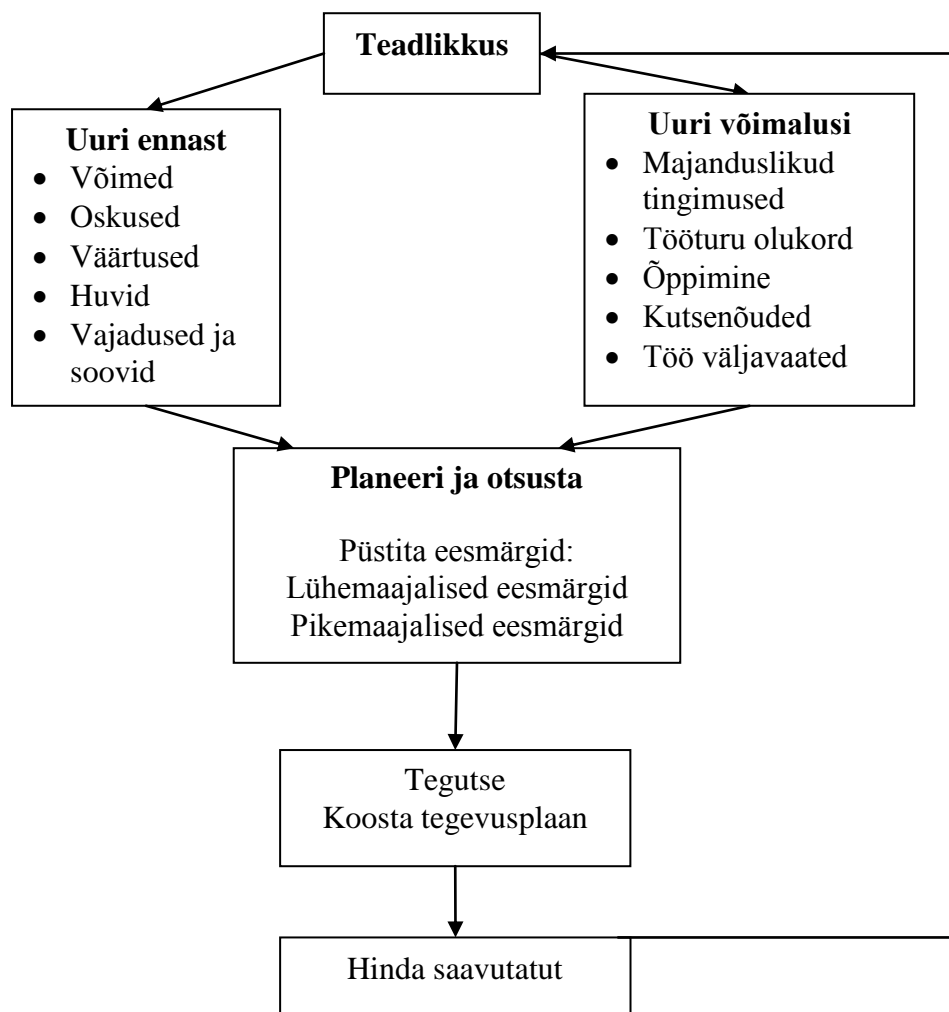 Teadlikkus
Uuri ennast
• Võimed
• Oskused
• Väärtused
• Huvid
• Vajadused ja
soovid
Uuri võimalusi
• Majanduslikud
tingimused
• Tööturu olukord
• Õppimine
• Kutsenõuded
• Töö väljavaated
Planeeri ja otsusta
Püstita eesmärgid:
Lühemaajalised eesmärgid
Pikemaajalised eesmärgid
Tegutse
Koosta tegevusplaan
Hinda saavutatut